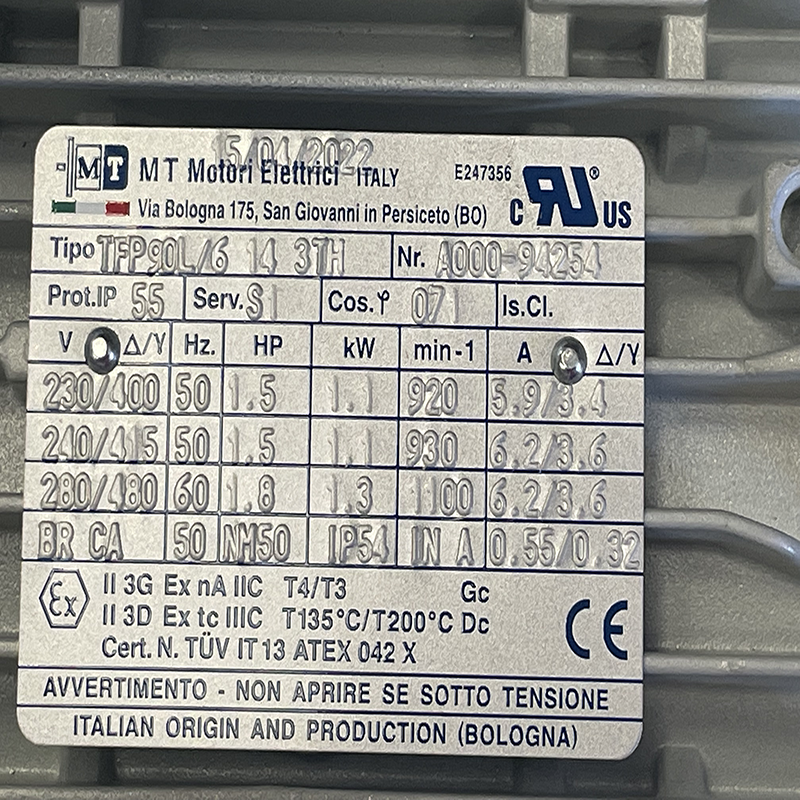 15/04/2022
MT MT Motori Elettrici - ITALY E247356 ® C RU US
Via Bologna 175, San Giovanni in Persiceto (BO)
Tipo TFP90L/6 14 3TH Nr. A000-94254
Prot.IP 55 Serv. S1 Cos.φ 071 Is.Cl.
V Δ/Y Hz. HP kW min-1 A Δ/Y
230/400 50 1.5 1.1 920 5.9/3.4
240/415 50 1.5 1.1 930 6.2/3.6
280/480 60 1.8 1.3 1100 6.2/3.6
BR CA 50 NM50 IP54 IN A 0.55/0.32
Ex II 3G Ex nA IIC T4/T3 Gc
II 3D Ex tc IIIC T135°C/T200°C Dc CE
Cert. N. TÜV IT 13 ATEX 042 X
AVVERTIMENTO - NON APRIRE SE SOTTO TENSIONE
ITALIAN ORIGIN AND PRODUCTION (BOLOGNA)